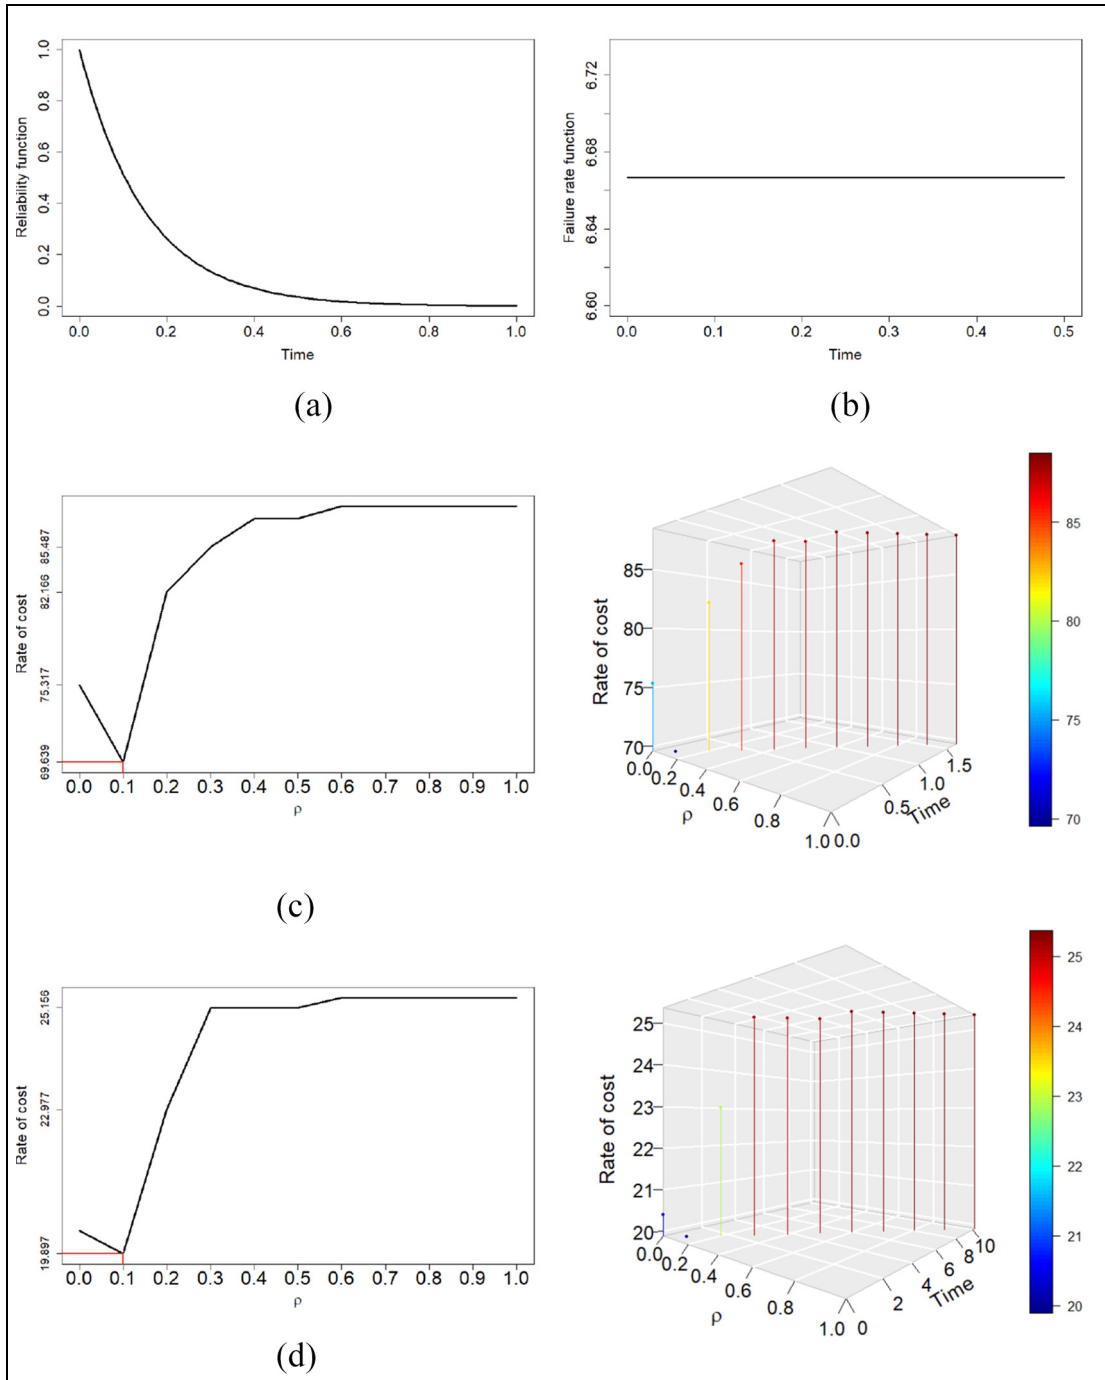 Reliability function
1.0
0.8
0.6
0.4
0.2
0.0
0.0 0.2 0.4 0.6 0.8 1.0
Time
(a)
Failure rate function
6.72
6.68
6.64
6.60
0.0 0.1 0.2 0.3 0.4 0.5
Time
(b)
Rate of cost
85.487
82.168
75.317
69.639
0.0 0.1 0.2 0.3 0.4 0.5 0.6 0.7 0.8 0.9 1.0
ρ
Rate of cost
85
80
75
70
0.0
0.2
0.4
0.6
0.8
1.0
ρ
0.0
0.5
1.0
1.5
Time
85
80
75
70
(c)
Rate of cost
25.156
22.977
19.897
0.0 0.1 0.2 0.3 0.4 0.5 0.6 0.7 0.8 0.9 1.0
ρ
Rate of cost
25
24
23
22
21
20
0.0
0.2
0.4
0.6
0.8
1.0
ρ
0
2
4
6
8
10
Time
25
24
23
22
21
20
(d)